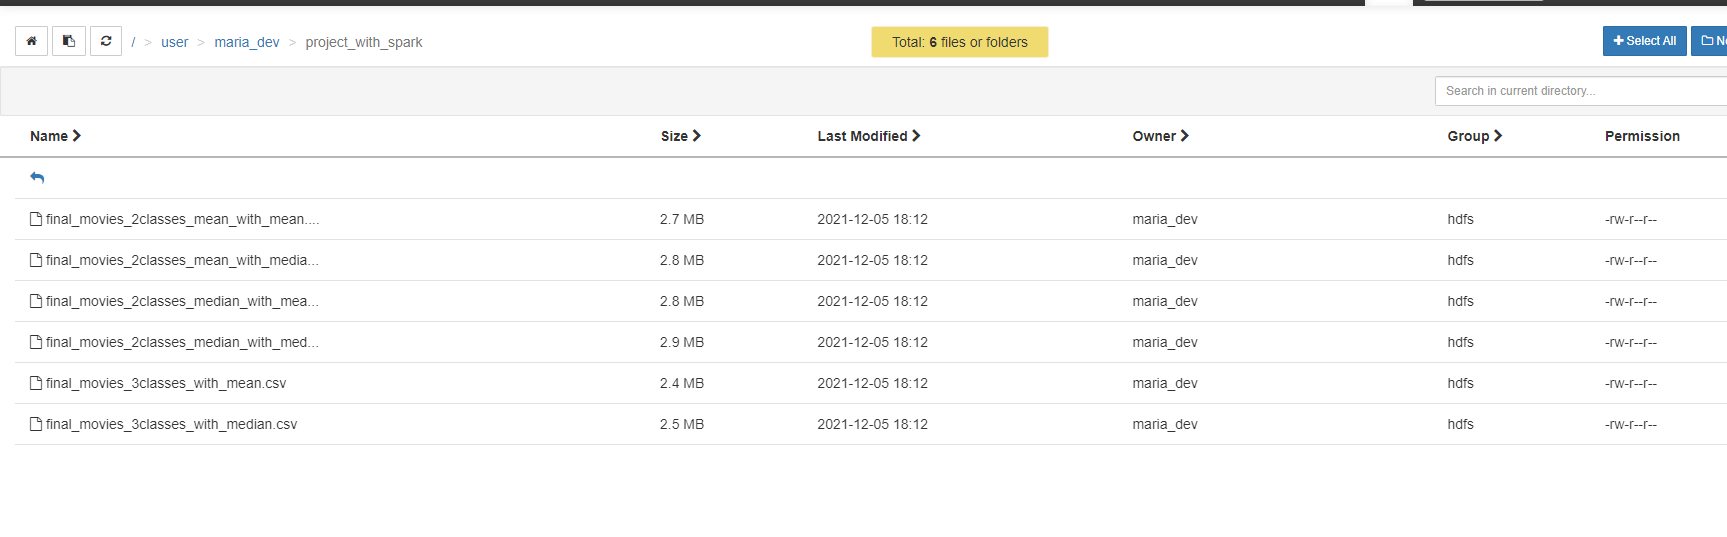 / > user > maria_dev > project_with_spark
Total: 6 files or folders
Select All
Search in current directory...
Name Size Last Modified Owner Group Permission
final_movies_2classes_mean_with_mean.... 2.7 MB 2021-12-05 18:12 maria_dev hdfs -rw-r--r--
final_movies_2classes_mean_with_media... 2.8 MB 2021-12-05 18:12 maria_dev hdfs -rw-r--r--
final_movies_2classes_median_with_mea... 2.8 MB 2021-12-05 18:12 maria_dev hdfs -rw-r--r--
final_movies_2classes_median_with_med... 2.9 MB 2021-12-05 18:12 maria_dev hdfs -rw-r--r--
final_movies_3classes_with_mean.csv 2.4 MB 2021-12-05 18:12 maria_dev hdfs -rw-r--r--
final_movies_3classes_with_median.csv 2.5 MB 2021-12-05 18:12 maria_dev hdfs -rw-r--r--